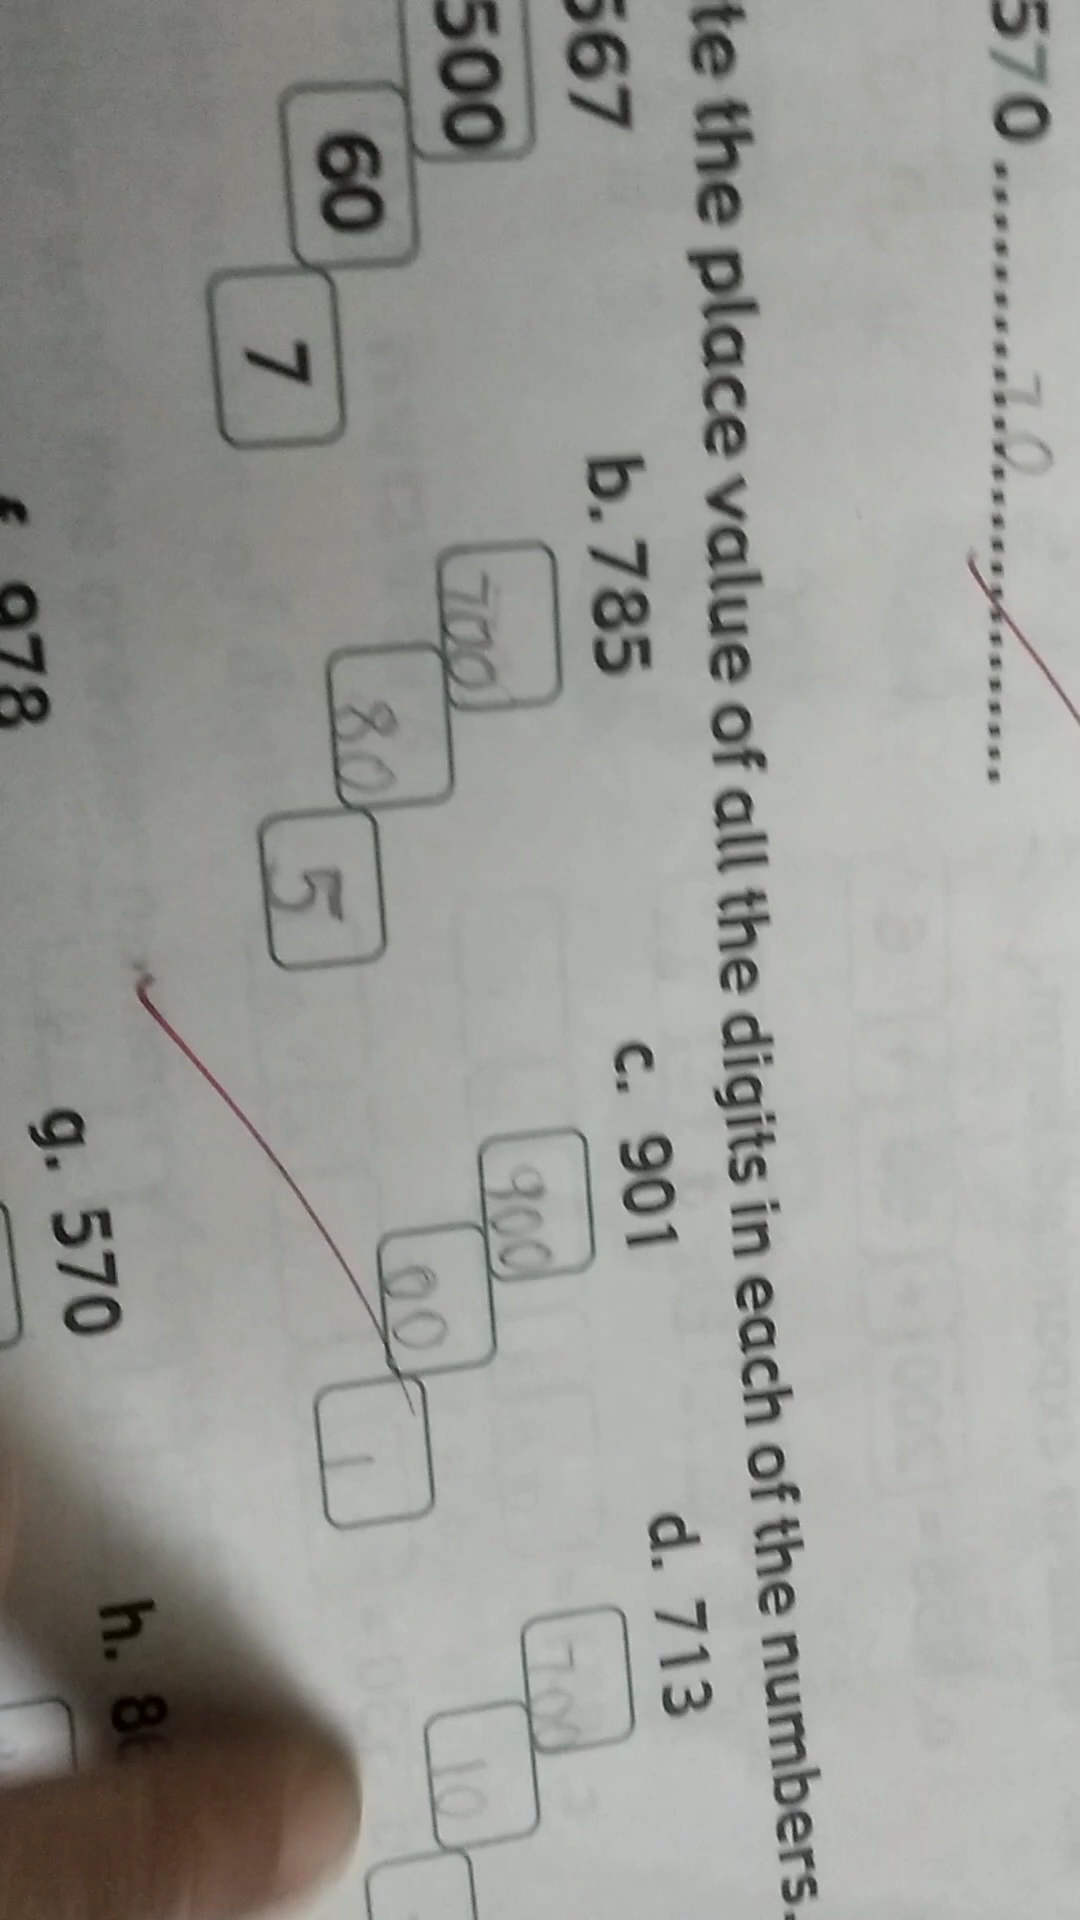 570 ........ 70
te the place value of all the digits in each of the numbers.
567 b. 785 c. 901 d. 713
500 700 900 700
60 80 00 10
7 5 1
978 g. 570 h. 8